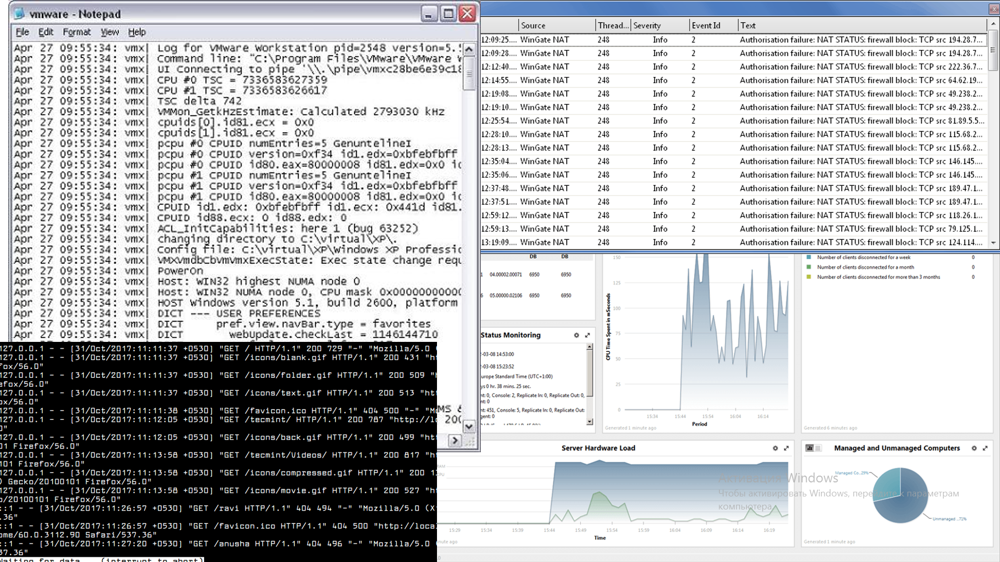 vmware - Notepad
File Edit Format View Help
Apr 27 09:55:34: vmx| Log for VMware Workstation pid=2548 version=5.
Apr 27 09:55:34: vmx| Command line: "C:\Program Files\VMware\VMware
Apr 27 09:55:34: vmx| UI Connecting to pipe '\\.\pipe\vmxc28be6e39c18
Apr 27 09:55:34: vmx| CPU #0 TSC = 7336583627359
Apr 27 09:55:34: vmx| CPU #1 TSC = 7336583626617
Apr 27 09:55:34: vmx| TSC delta 742
Apr 27 09:55:34: vmx| VMMon_GetkHzEstimate: Calculated 2793030 kHz
Apr 27 09:55:34: vmx| cpuids[0].id81.ecx = 0x0
Apr 27 09:55:34: vmx| cpuids[1].id81.ecx = 0x0
Apr 27 09:55:34: vmx| pcpu #0 CPUID numEntries=5 GenuntelineI
Apr 27 09:55:34: vmx| pcpu #0 CPUID version=0xf34 id1.edx=0xbfebfbff
Apr 27 09:55:34: vmx| pcpu #0 CPUID id80.eax=80000008 id81.edx=0x0
Apr 27 09:55:34: vmx| pcpu #1 CPUID numEntries=5 GenuntelineI
Apr 27 09:55:34: vmx| pcpu #1 CPUID version=0xf34 id1.edx=0xbfebfbff
Apr 27 09:55:34: vmx| pcpu #1 CPUID id80.eax=80000008 id81.edx=0x0
Apr 27 09:55:34: vmx| CPUID id1.edx: 0xbfebfbff id1.ecx: 0x441d id81.
Apr 27 09:55:34: vmx| CPUID id88.ecx: 0 id88.edx: 0
Apr 27 09:55:34: vmx| ACL_InitCapabilities: here 1 (bug 63252)
Apr 27 09:55:34: vmx| changing directory to C:\virtual\XP\.
Apr 27 09:55:34: vmx| Config file: C:\virtual\XP\Windows XP Professio
Apr 27 09:55:34: vmx| VMXVmdbCbVmVmxExecState: Exec state change requ
Apr 27 09:55:34: vmx| PowerOn
Apr 27 09:55:34: vmx| Host: WIN32 highest NUMA node 0
Apr 27 09:55:34: vmx| Host: WIN32 NUMA node 0, CPU mask 0x00000000000
Apr 27 09:55:34: vmx| HOST Windows version 5.1, build 2600, platform
Apr 27 09:55:34: vmx| DICT --- USER PREFERENCES
Apr 27 09:55:34: vmx| DICT pref.view.navBar.type = favorites
Apr 27 09:55:34: vmx| DICT webUpdate.checkLast = 1146144710
MS
200
Source Thread... Severity Event Id Text
12:09:25.... WinGate NAT 248 Info 2 Authorisation failure: NAT STATUS: firewall block: TCP src 194.28.7...
12:09:28.... WinGate NAT 248 Info 2 Authorisation failure: NAT STATUS: firewall block: TCP src 194.28.7...
12:12:40.... WinGate NAT 248 Info 2 Authorisation failure: NAT STATUS: firewall block: TCP src 222.36.7...
12:14:55.... WinGate NAT 248 Info 2 Authorisation failure: NAT STATUS: firewall block: TCP src 64.62.19...
12:19:08.... WinGate NAT 248 Info 2 Authorisation failure: NAT STATUS: firewall block: TCP src 49.238.2...
12:19:10.... WinGate NAT 248 Info 2 Authorisation failure: NAT STATUS: firewall block: TCP src 49.238.2...
12:25:54.... WinGate NAT 248 Info 2 Authorisation failure: NAT STATUS: firewall block: TCP src 81.89.5.5...
12:28:10.... WinGate NAT 248 Info 2 Authorisation failure: NAT STATUS: firewall block: TCP src 115.68.2...
12:28:13.... WinGate NAT 248 Info 2 Authorisation failure: NAT STATUS: firewall block: TCP src 115.68.2...
12:35:04.... WinGate NAT 248 Info 2 Authorisation failure: NAT STATUS: firewall block: TCP src 146.145....
12:35:06.... WinGate NAT 248 Info 2 Authorisation failure: NAT STATUS: firewall block: TCP src 146.145....
12:37:48.... WinGate NAT 248 Info 2 Authorisation failure: NAT STATUS: firewall block: TCP src 189.47.1...
12:37:51.... WinGate NAT 248 Info 2 Authorisation failure: NAT STATUS: firewall block: TCP src 189.47.1...
12:59:12.... WinGate NAT 248 Info 2 Authorisation failure: NAT STATUS: firewall block: TCP src 118.26.1...
12:59:13.... WinGate NAT 248 Info 2 Authorisation failure: NAT STATUS: firewall block: TCP src 79.125.1...
13:19:09.... WinGate NAT 248 Info 2 Authorisation failure: NAT STATUS: firewall block: TCP src 124.114....
DB DB
1 04.00002.00071 6950 6950
6 05.00000.02106 6950 6950
Status Monitoring
2-03-08 14:53:00
2-03-08 15:23:52
urope Standard Time (UTC+1:00)
ys 0 hr. 38 mins. 25 sec.
nt: 0, Console: 2, Replicate In: 0, Replicate Out: 0,
nt: 0
nt: 451, Console: 5, Replicate In: 0, Replicate Out:
gent: 0
150
125
100
75
50
25
0
CPU Time Spent in mSeconds
15:34 15:44 15:54 16:04 16:14
Period
Generated 1 minute ago
Number of clients disconnected for a week 0
Number of clients disconnected for a month 0
Number of clients disconnected for more than 3 months 0
Generated 6 minutes ago
Server Hardware Load
RAM
CPU
15:29 15:34 15:39 15:44 15:49 15:54 15:59 16:04 16:09 16:14 16:19
Time
nute ago
Managed and Unmanaged Computers
Managed Co...29%
Unmanaged ...71%
Generated 1 minute ago
Активация Windows
Чтобы активировать Windows, перейдите к параметрам
компьютера.
127.0.0.1 - - [31/Oct/2017:11:11:37 +0530] "GET / HTTP/1.1" 200 729 "-" "Mozilla/5.0 (
127.0.0.1 - - [31/Oct/2017:11:11:37 +0530] "GET /icons/blank.gif HTTP/1.1" 200 431 "ht
fox/56.0"
127.0.0.1 - - [31/Oct/2017:11:11:37 +0530] "GET /icons/folder.gif HTTP/1.1" 200 509 "h
efox/56.0"
127.0.0.1 - - [31/Oct/2017:11:11:37 +0530] "GET /icons/text.gif HTTP/1.1" 200 513 "htt
ox/56.0"
127.0.0.1 - - [31/Oct/2017:11:11:38 +0530] "GET /favicon.ico HTTP/1.1" 404 500 "-" "Mo
127.0.0.1 - - [31/Oct/2017:11:12:05 +0530] "GET /tecmint/ HTTP/1.1" 200 787 "http://lo
0"
127.0.0.1 - - [31/Oct/2017:11:12:05 +0530] "GET /icons/back.gif HTTP/1.1" 200 499 "htt
01 Firefox/56.0"
127.0.0.1 - - [31/Oct/2017:11:13:58 +0530] "GET /tecmint/Videos/ HTTP/1.1" 200 817 "ht
101 Firefox/56.0"
127.0.0.1 - - [31/Oct/2017:11:13:58 +0530] "GET /icons/compressed.gif HTTP/1.1" 200 1
) Gecko/20100101 Firefox/56.0"
127.0.0.1 - - [31/Oct/2017:11:13:58 +0530] "GET /icons/movie.gif HTTP/1.1" 200 527 "ht
o/20100101 Firefox/56.0"
::1 - - [31/Oct/2017:11:26:57 +0530] "GET /ravi HTTP/1.1" 404 494 "-" "Mozilla/5.0 (X1
.36"
::1 - - [31/Oct/2017:11:26:57 +0530] "GET /favicon.ico HTTP/1.1" 404 500 "http://local
ome/60.0.3112.90 Safari/537.36"
::1 - - [31/Oct/2017:11:27:20 +0530] "GET /anusha HTTP/1.1" 404 496 "-" "Mozilla/5.0 (
37.36"
Waiting for data... (interrupt to abort)